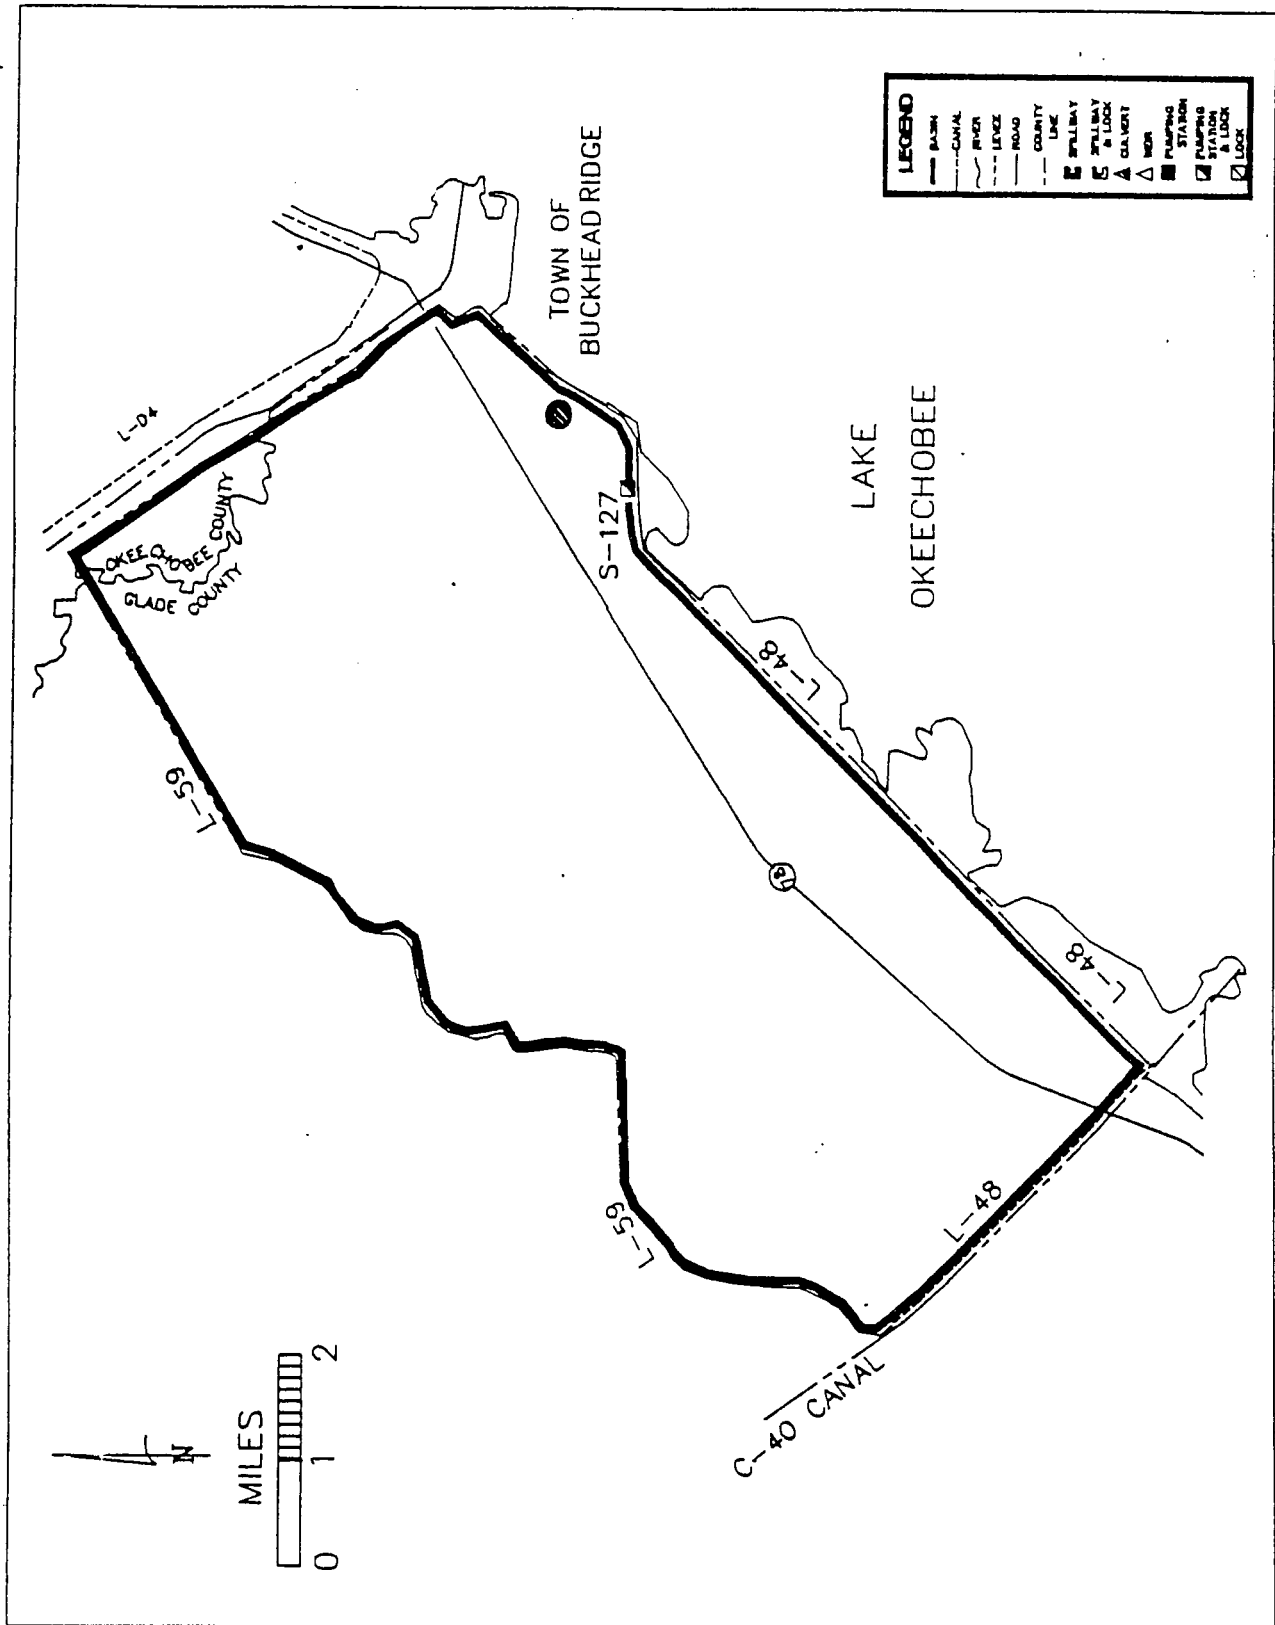 MILES
0 1 2
N
L-D4
OKEECHOBEE COUNTY
GLADE COUNTY
L-59
L-59
C-40 CANAL
L-48
L-48
L-48
78
S-127
TOWN OF
BUCKHEAD RIDGE
LAKE
OKEECHOBEE
LEGEND
BASIN
CANAL
RIVER
LEVEE
ROAD
COUNTY
LINE
SPILLWAY
SPILLWAY
& LOCK
CULVERT
WEIR
PUMPING
STATION
PUMPING
STATION
& LOCK
LOCK